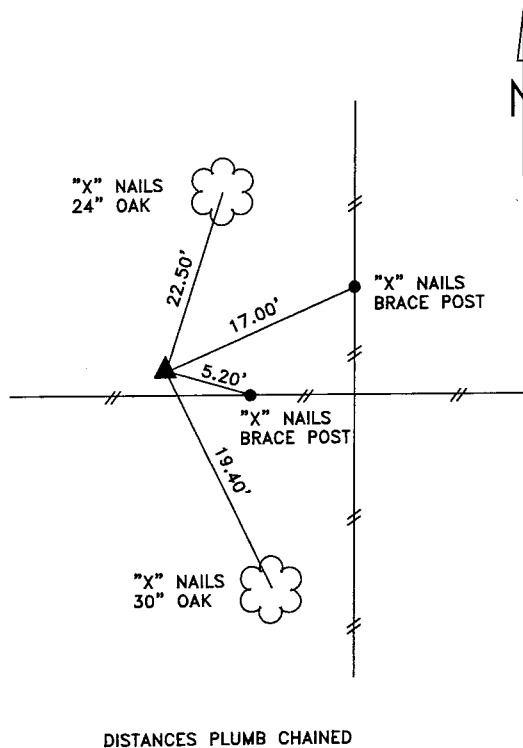 N
"X" NAILS
24" OAK
22.50'
"X" NAILS
BRACE POST
17.00'
5.20'
"X" NAILS
BRACE POST
19.40'
"X" NAILS
30" OAK
DISTANCES PLUMB CHAINED